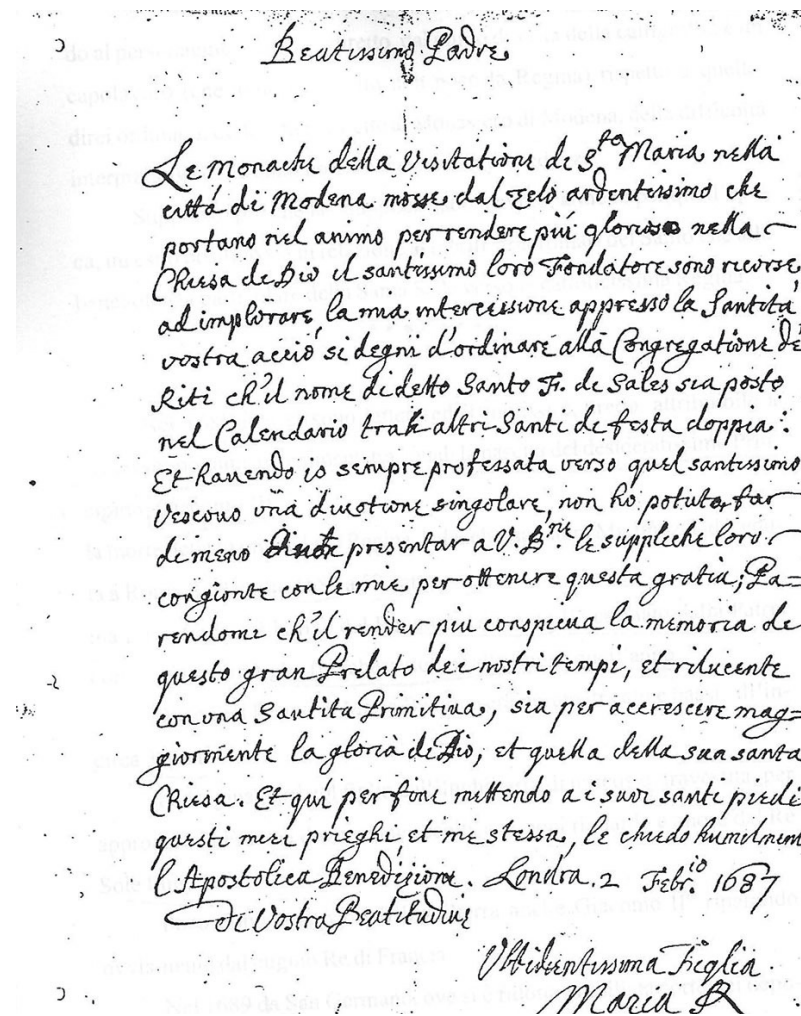 Beatissimo Padre
Le Monache della Visitatione di S.ta Maria nella
città di Modena mosse dal zelo ardentissimo che
portano nel animo per rendere più glorioso nella
Chiesa de Dio il santissimo loro Fondatore sono ricorse
ad implorare, la mia intercessione appresso la Santità
vostra acciò si degni d'ordinare alla Congregatione de
Riti ch'il nome di detto Santo Fr. de Sales sia posto
nel Calendario tra altri Santi de festa doppia:
Et havendo io sempre professata verso quel santissimo
Vescovo una divotione singolare, non ho potuto, far
di meno presentar a V. B.ne le suppliche loro
congionte con le mie per ottenere questa gratia; Pa=
rendomi ch'il render piu conspicua la memoria de
questo gran Prelato dei nostri tempi, et rilucente
con una Santita Primitiva, sia per accrescere mag=
giormente la gloria di Dio, et quella della sua santa
Chiesa. Et qui per fine mettendo a i suoi santi piedi
questi miei prieghi, et me stessa, le chiedo humilmen
l'Apostolica Benedizione. Londra. 2 Febr.io 1687
Di Vostra Beatitudine
Ubbidientissima Figlia.
Maria R